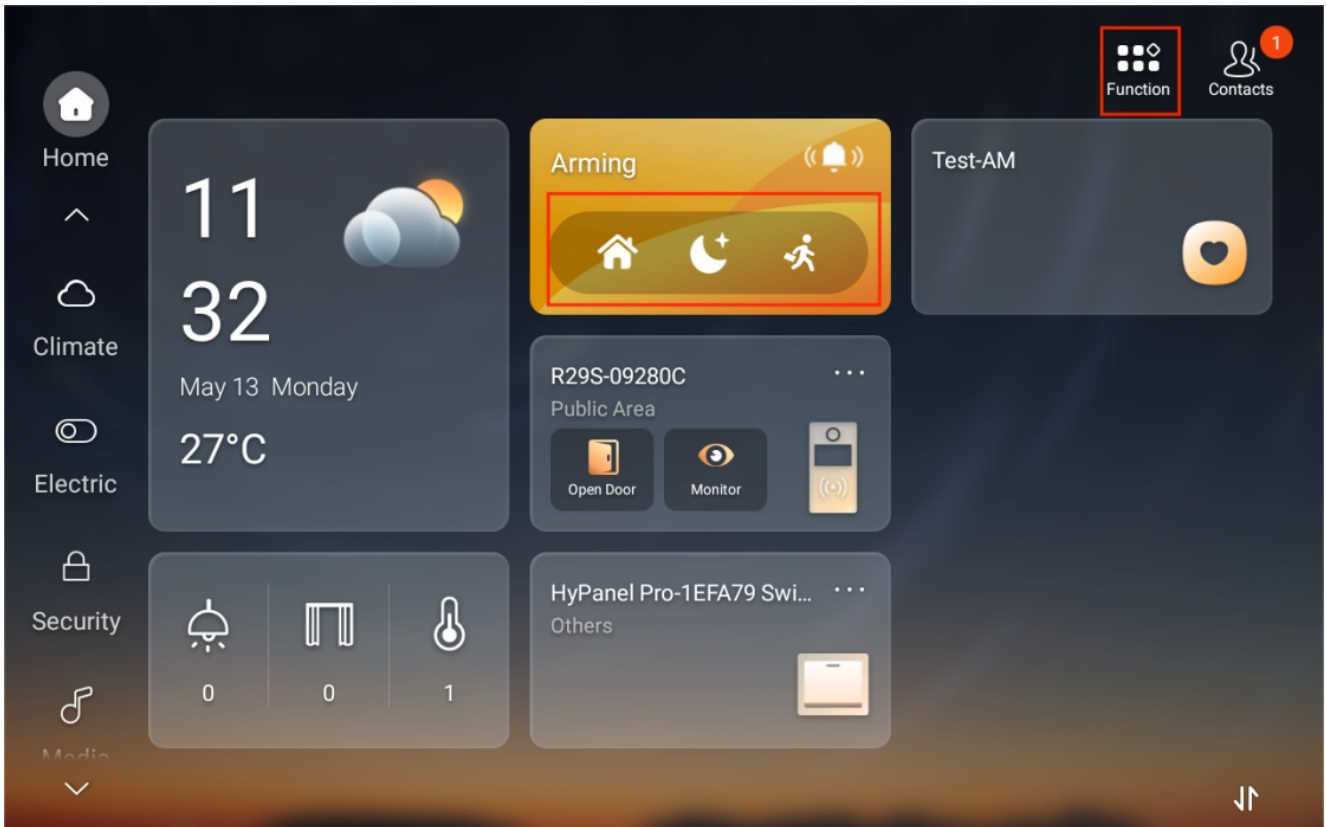 Function
Contacts
1
Home
Climate
Electric
Security
Media
11
32
May 13 Monday
27°C
0
0
1
Arming
R29S-09280C
Public Area
Open Door
Monitor
HyPanel Pro-1EFA79 Swi...
Others
Test-AM